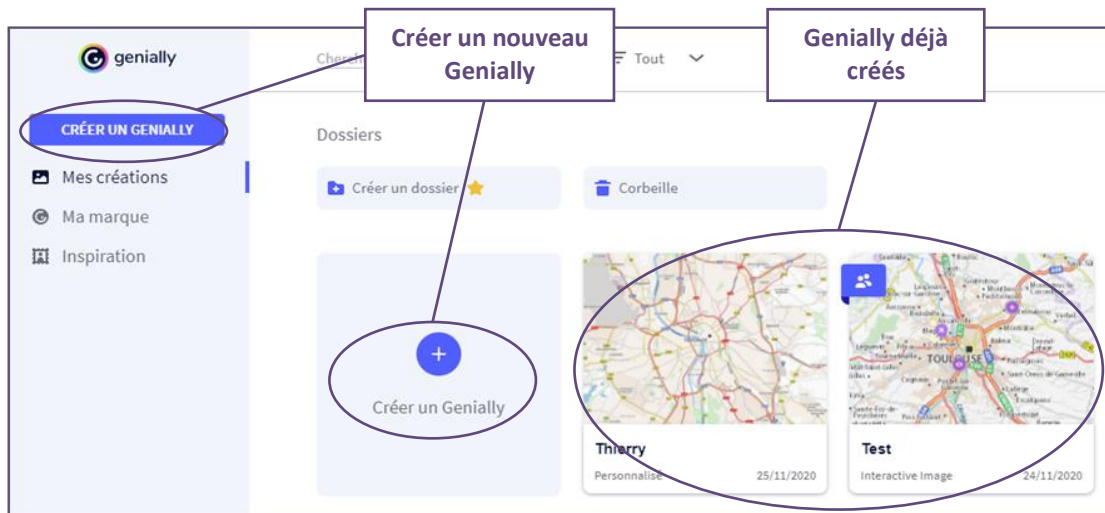 genially
Cherch
Créer un nouveau
Genially
Tout
Genially déjà
créés
CRÉER UN GENIALLY
Mes créations
Ma marque
Inspiration
Dossiers
Créer un dossier
Corbeille
+
Créer un Genially
TOULOUSE
Thierry
Personnalisé
25/11/2020
Test
Interactive Image
24/11/2020